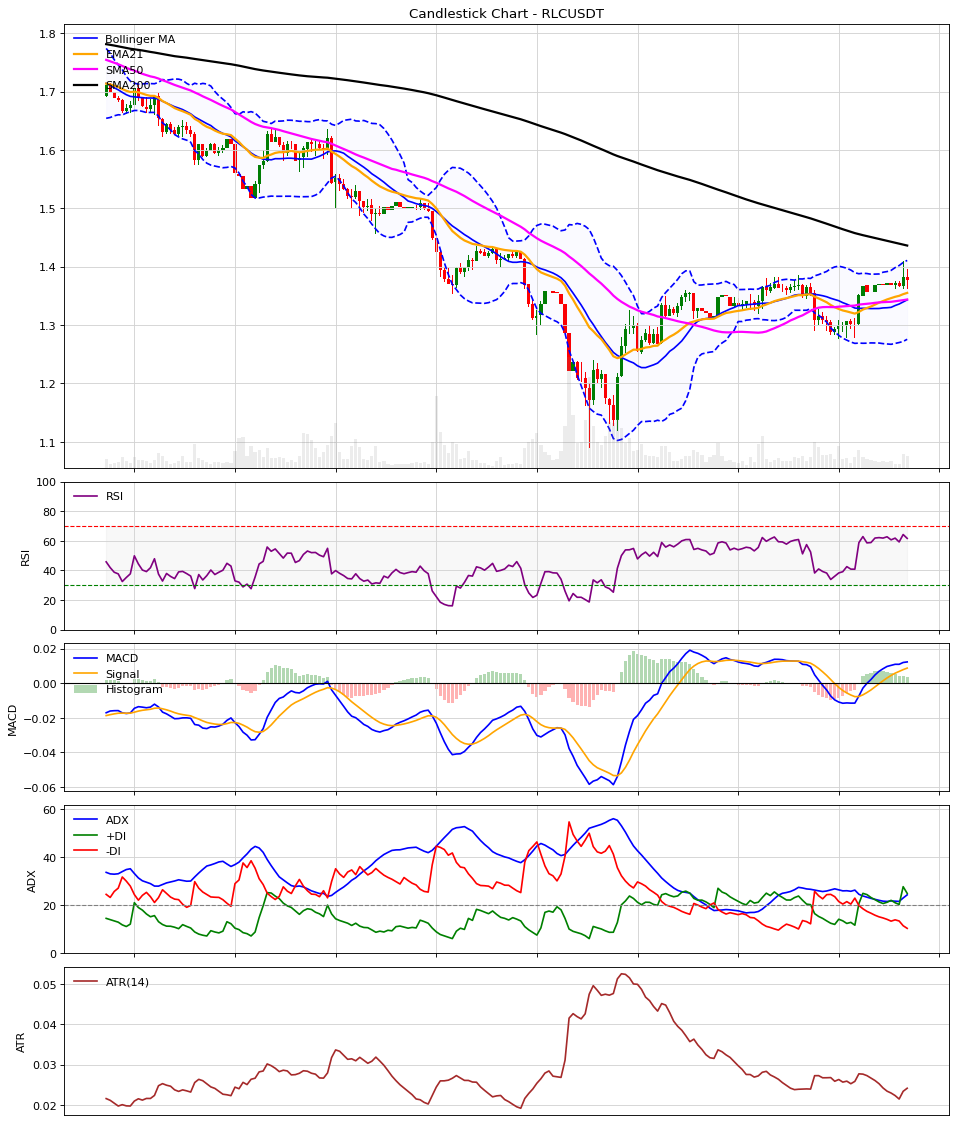 Candlestick Chart - RLCUSDT
1.8
Bollinger MA
EMA21
SMA50
SMA200
1.7
1.6
1.5
1.4
1.3
1.2
1.1
100
RSI
80
60
RSI
40
20
0
0.02
MACD
Signal
0.00
Histogram
MACD
−0.02
−0.04
−0.06
60
ADX
+DI
-DI
40
ADX
20
0
ATR(14)
0.05
0.04
ATR
0.03
0.02